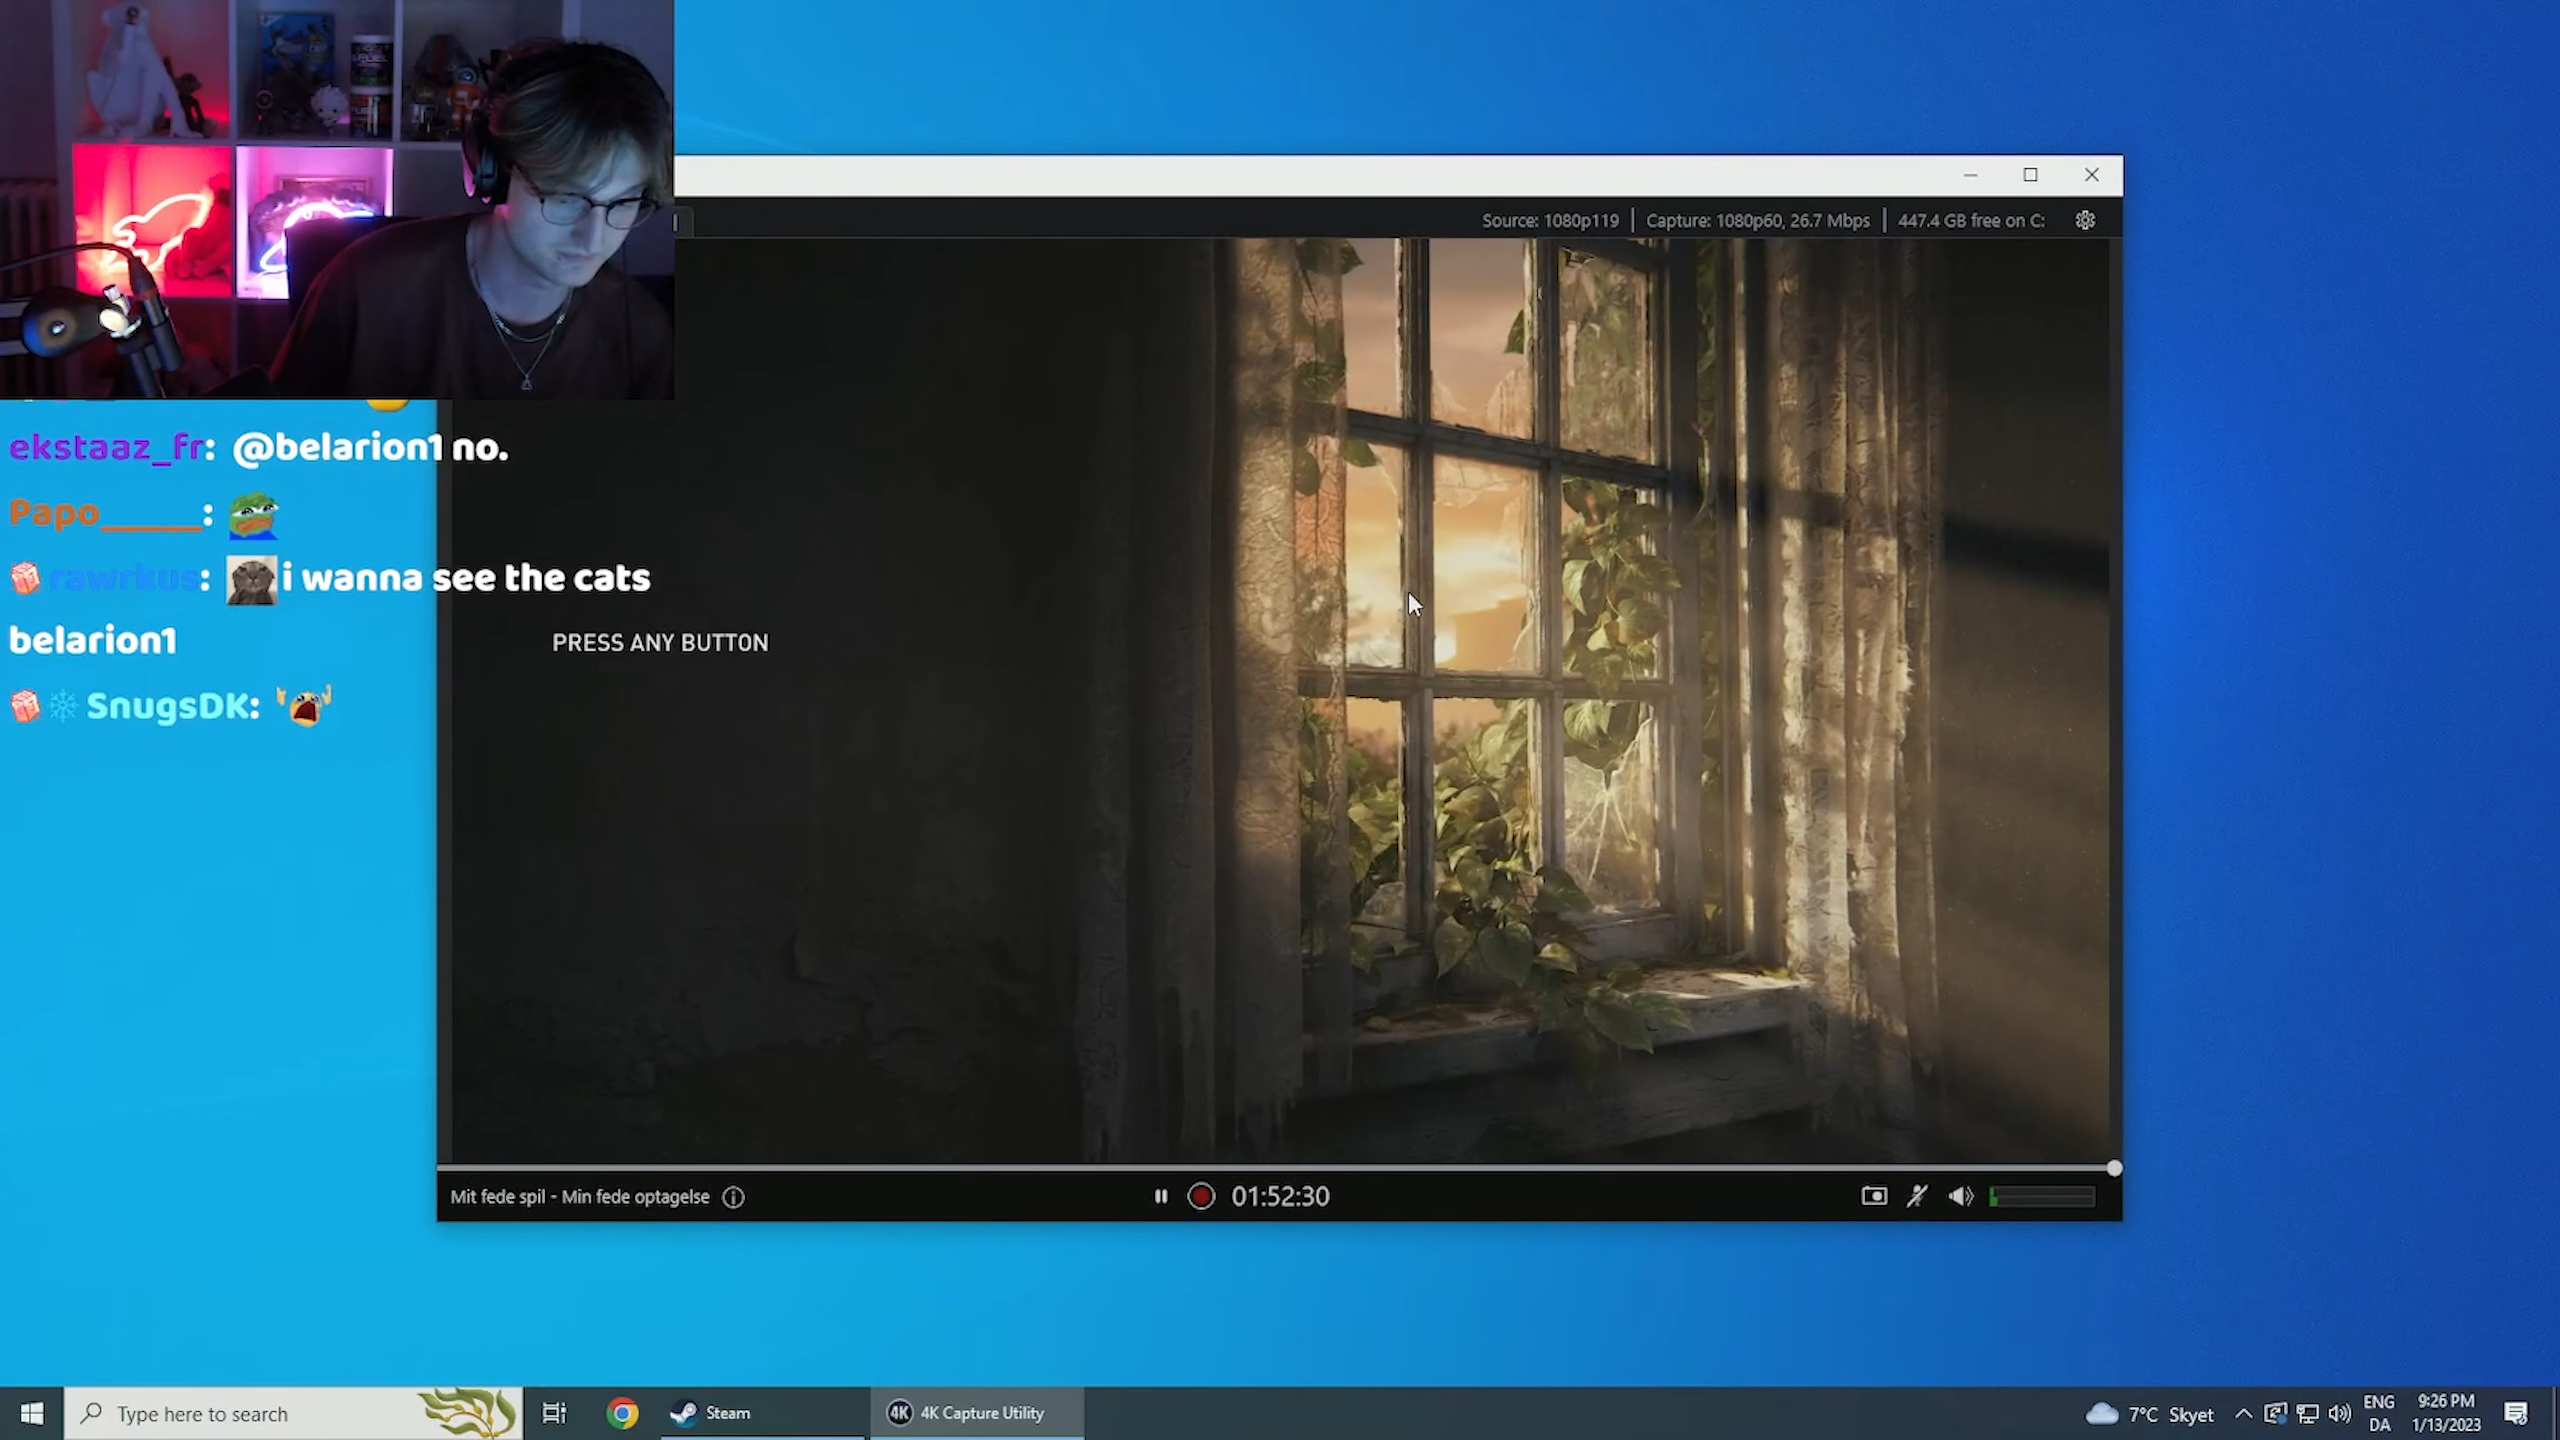 Source: 1080p119 | Capture: 1080p60, 26.7 Mbps | 447.4 GB free on C:
ekstaaz_fr: @belarion1 no.
Papo_____:
rawrkus: i wanna see the cats
belarion1
SnugsDK:
PRESS ANY BUTTON
Mit fede spil - Min fede optagelse
01:52:30
Type here to search
Steam
4K
4K Capture Utility
7°C Skyet
ENG
DA
9:26 PM
1/13/2023